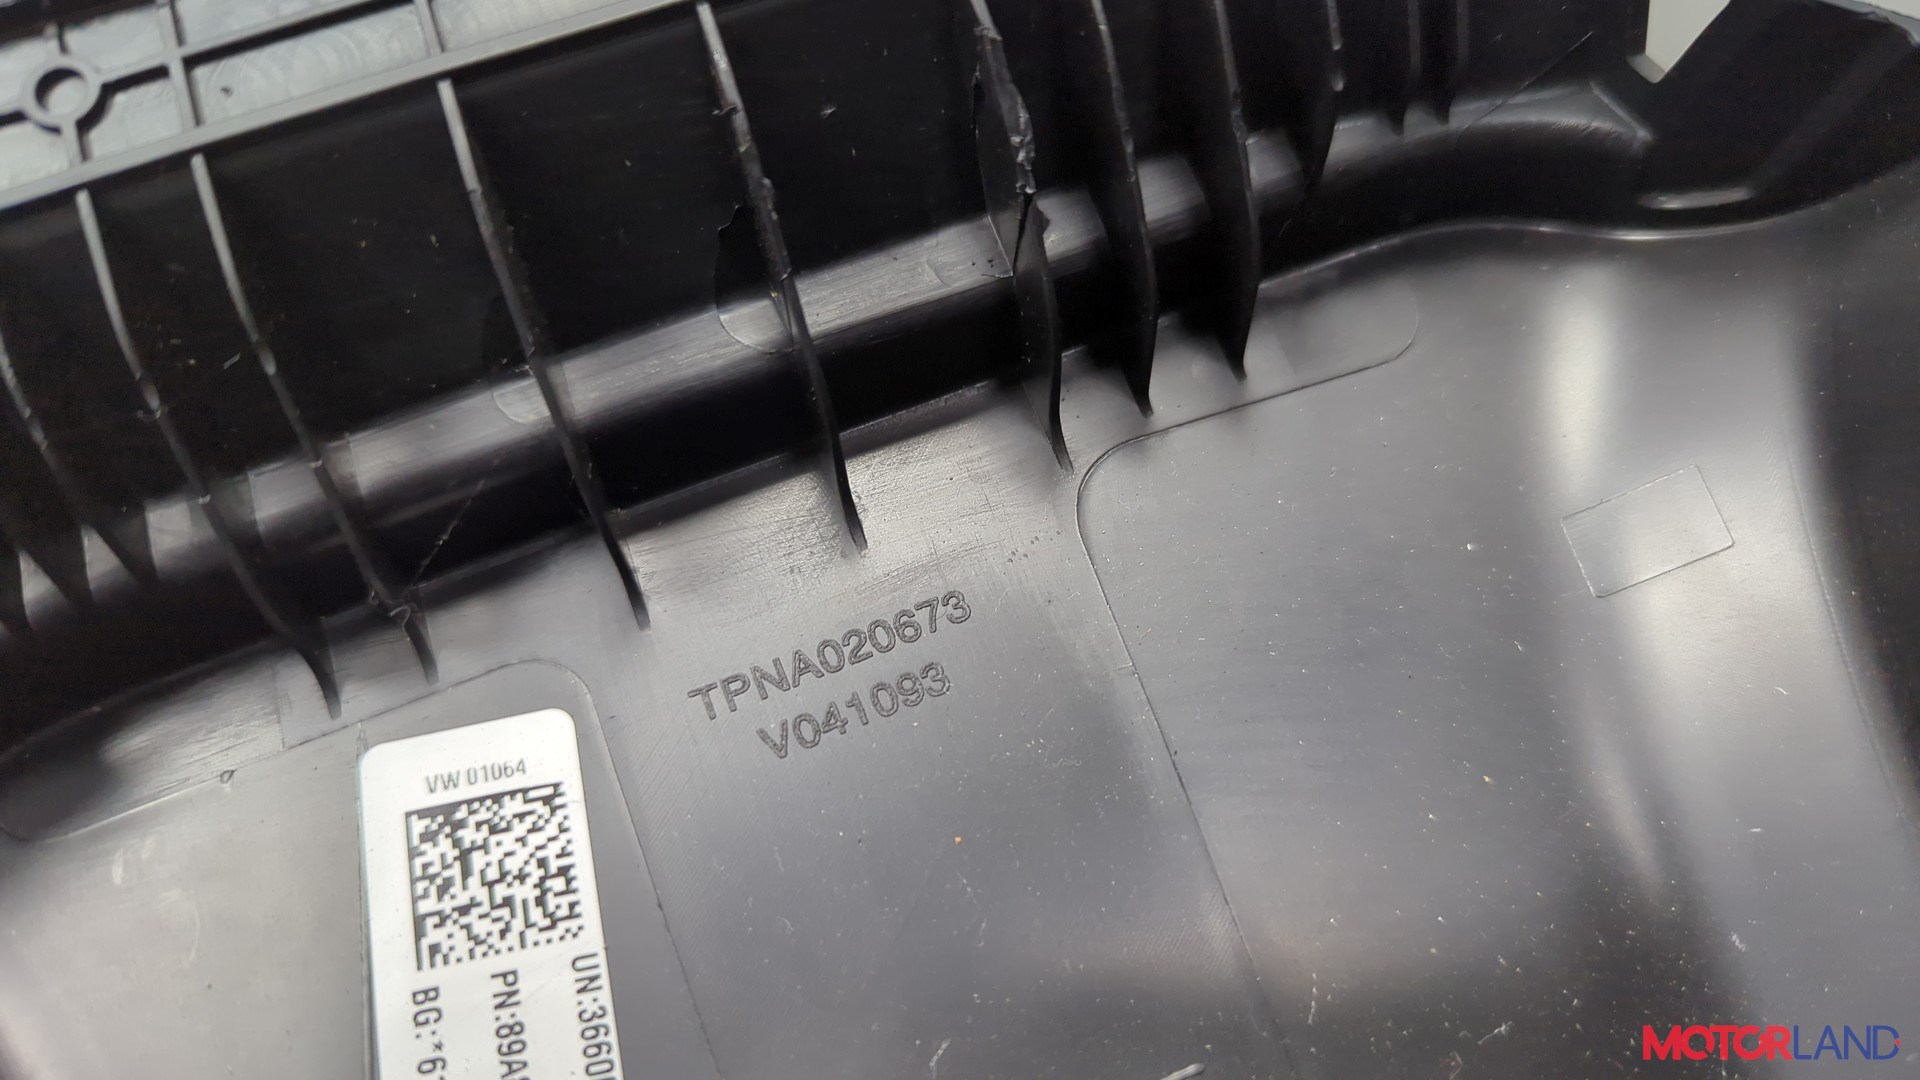 TPNA020673
V041093
VW 01064
UN:3660
PN:89A
BG:*6
MOTORLAND